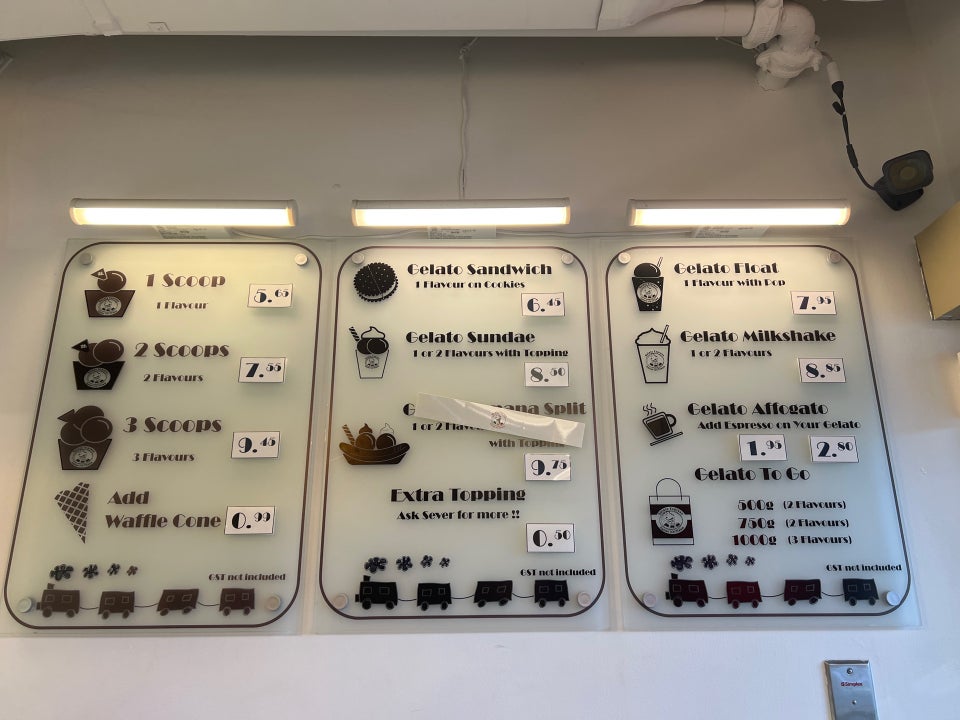 1 Scoop
1 Flavour
5.65
2 Scoops
2 Flavours
7.55
3 Scoops
3 Flavours
9.45
Add
Waffle Cone
0.99
GST not included
Gelato Sandwich
1 Flavour on Cookies
6.45
Gelato Sundae
1 or 2 Flavours with Topping
8.50
Split
1 or 2
with Topping
9.75
Extra Topping
Ask Sever for more !!
0.50
GST not included
Gelato Float
1 Flavour with Pop
7.95
Gelato Milkshake
1 or 2 Flavours
8.85
Gelato Affogato
Add Espresso on Your Gelato
1.95 2.80
Gelato To Go
500g (2 Flavours)
750g (2 Flavours)
1000g (3 Flavours)
GST not included
Simplex